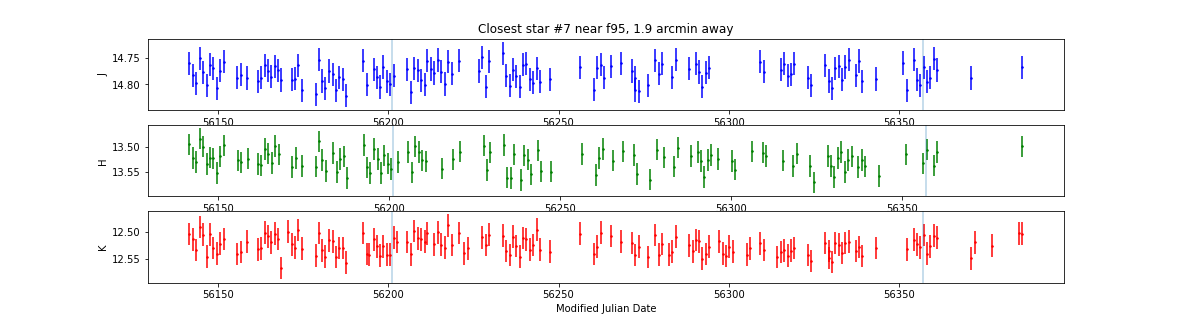 Closest star #7 near f95, 1.9 arcmin away
J
14.75
14.80
56150 56200 56250 56300 56350
H
13.50
13.55
56150 56200 56250 56300 56350
K
12.50
12.55
56150 56200 56250 56300 56350
Modified Julian Date